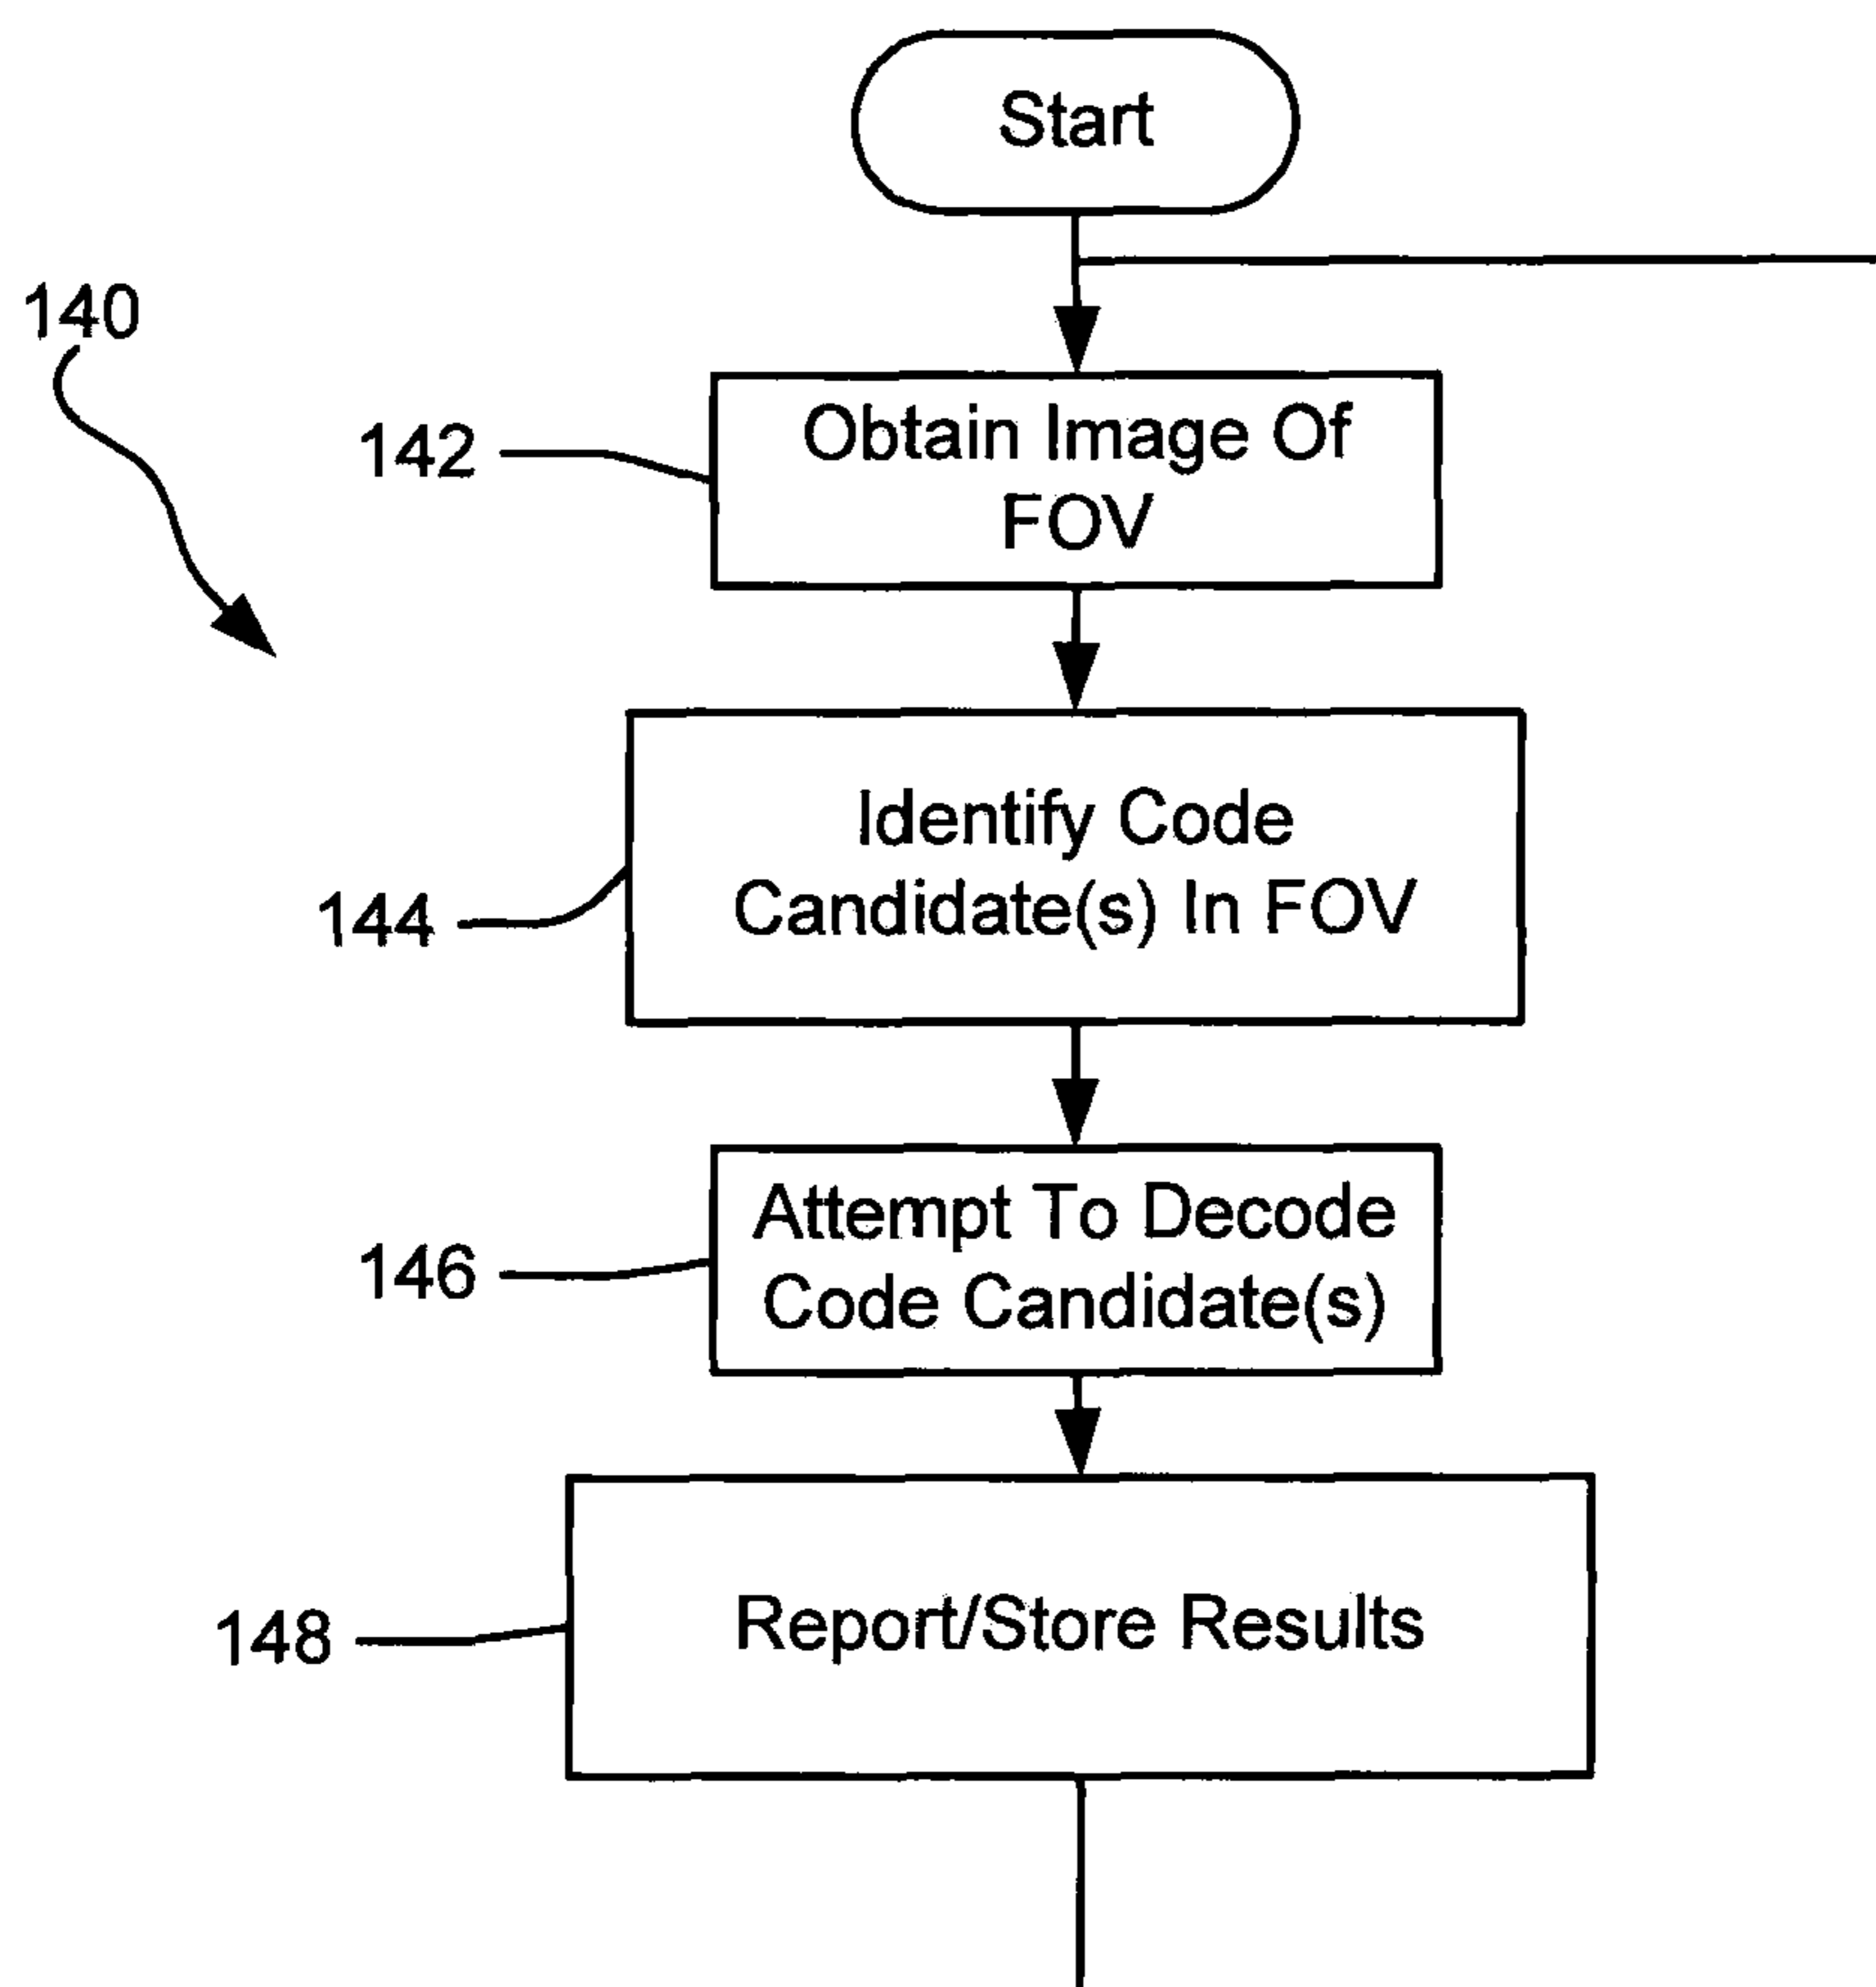 Start
140
142
Obtain Image Of
FOV
Identify Code
Candidate(s) In FOV
144
Attempt To Decode
Code Candidate(s)
146
Report/Store Results
148